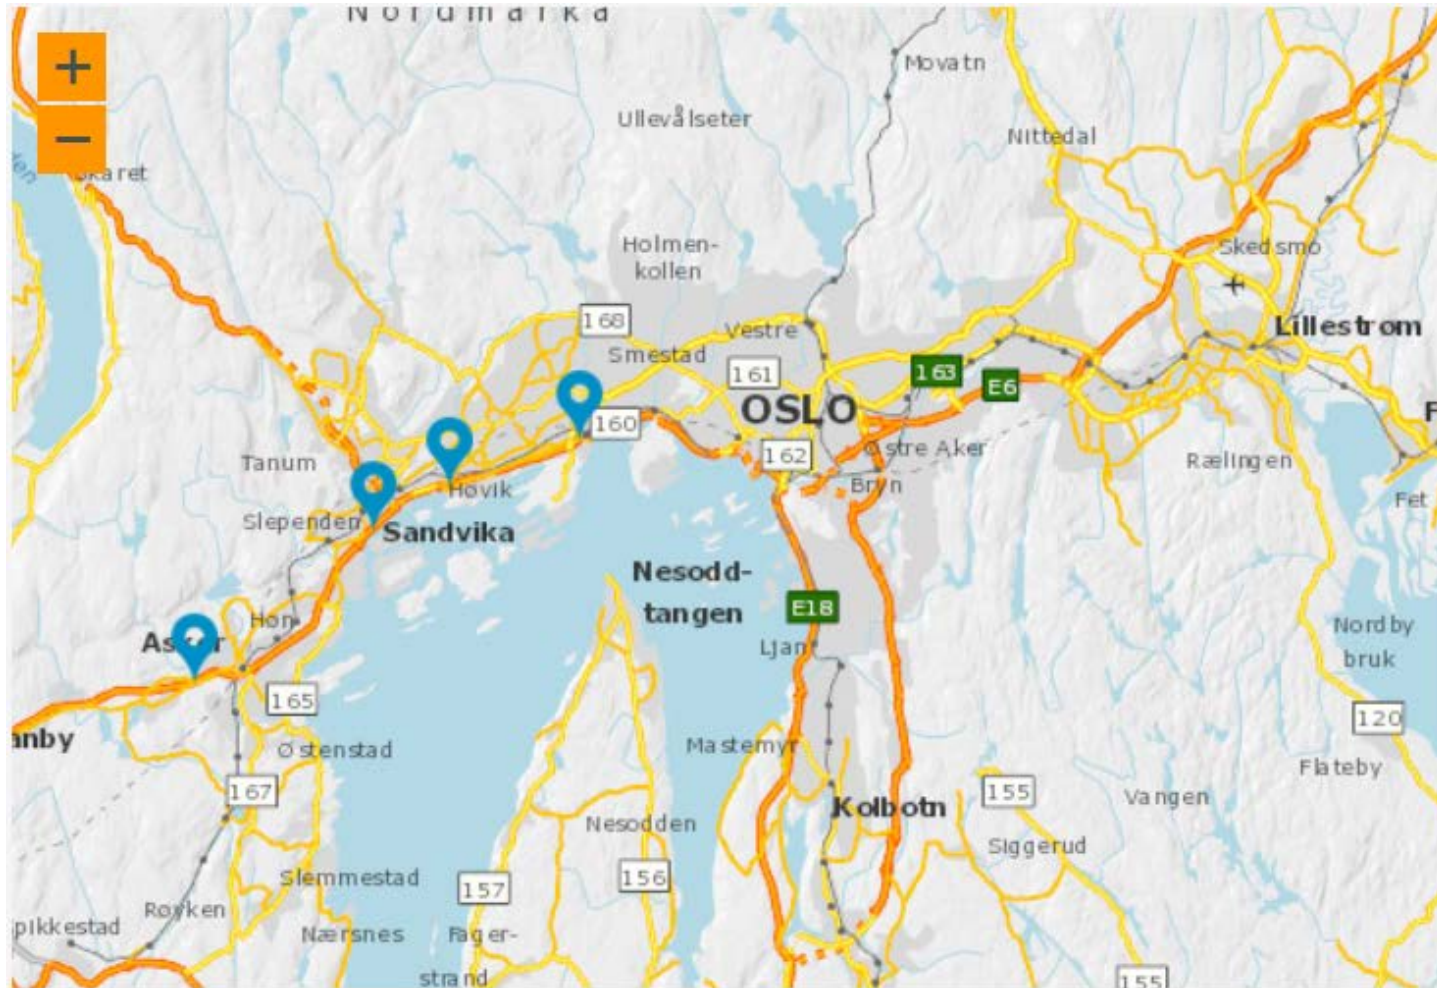 Nordmarka
+
−
Movatn
Ullevålseter
Nittedal
Holmen-
kollen
Skedsmo
168
Vestre
Lillestrøm
Smestad
161
163
E6
OSLO
160
162
Østre Aker
Tanum
Rælingen
Bryn
Høvik
Fet
Slependen
Sandvika
Nesodd-
tangen
E18
Hon
Asker
Ljan
Nordby
bruk
165
120
Mastemyr
Østenstad
Flateby
167
155
Vangen
Kolbotn
Nesodden
Siggerud
Slemmestad
157
156
Røyken
Nærsnes
Fager-
strand
155